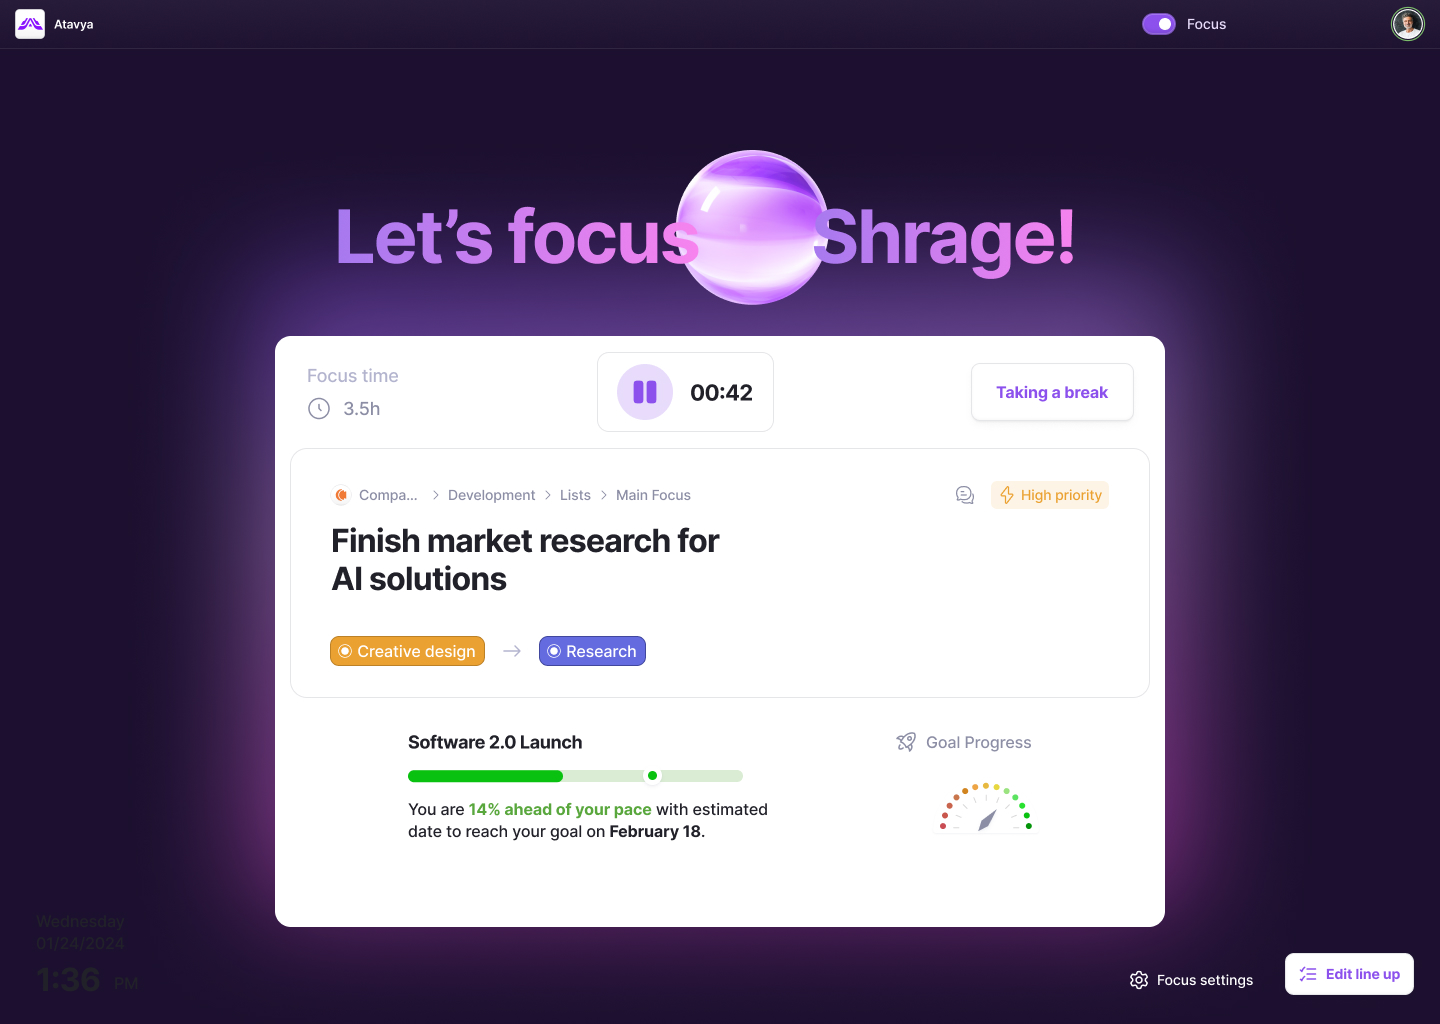 Atavya
Focus
Let’s focus Shrage!
Focus time
3.5h
00:42
Taking a break
Compa... > Development > Lists > Main Focus
High priority
Finish market research for
AI solutions
Creative design → Research
Software 2.0 Launch
Goal Progress
You are 14% ahead of your pace with estimated
date to reach your goal on February 18.
Wednesday
01/24/2024
1:36 PM
Focus settings
Edit line up